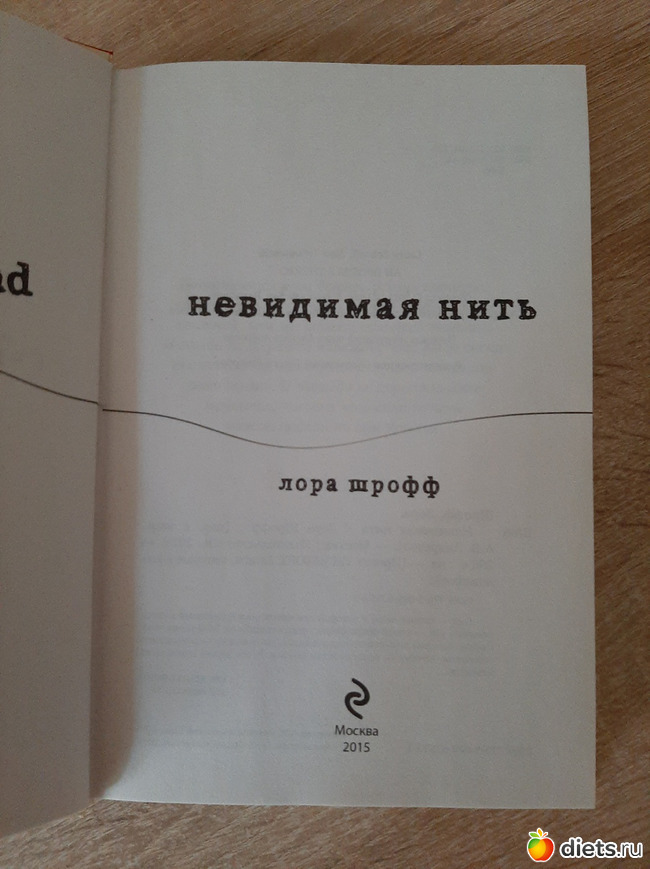 невидимая нить
лора шрофф
Москва
2015
diets.ru